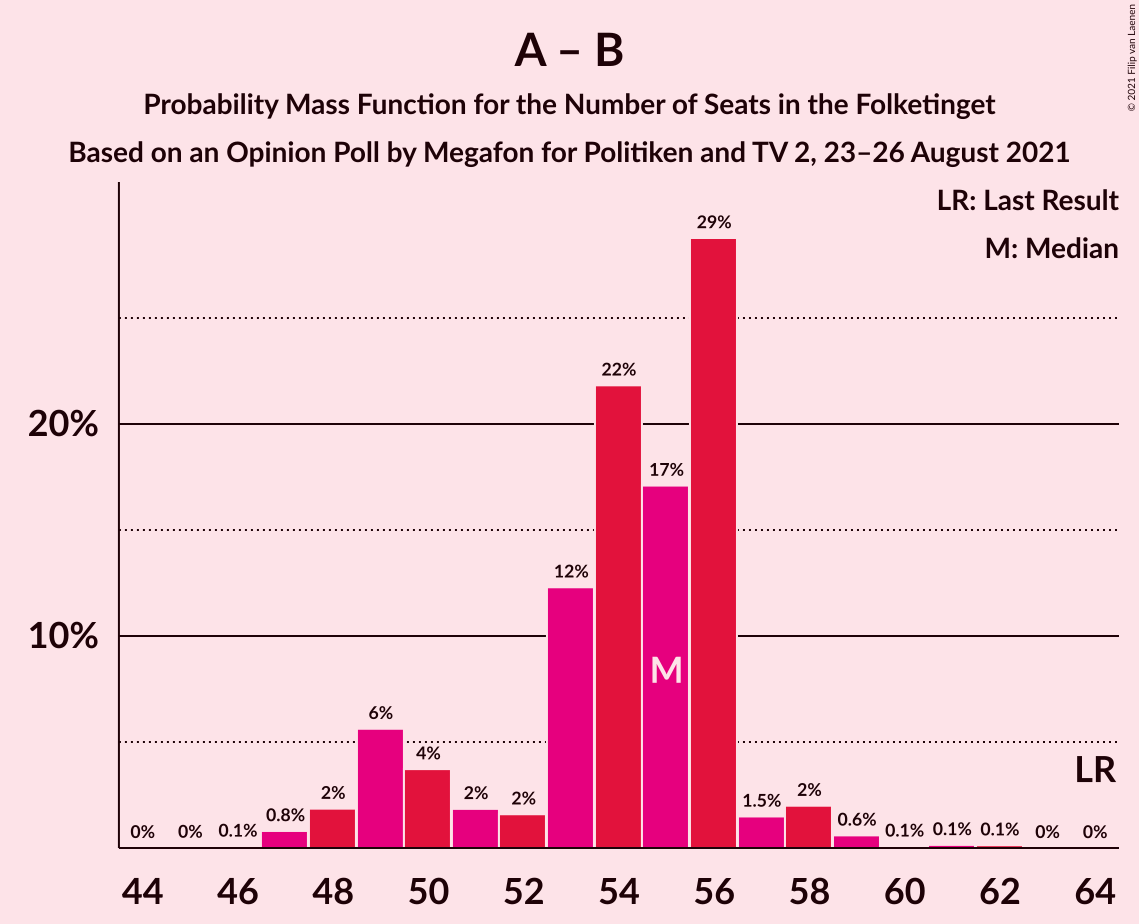 A – B
Probability Mass Function for the Number of Seats in the Folketinget
Based on an Opinion Poll by Megafon for Politiken and TV 2, 23–26 August 2021
© 2021 Filip van Laenen
LR: Last Result
M: Median
29%
22%
20%
17%
12%
10%
M
6%
4%
LR
2%
2%
2%
2%
1.5%
0.8%
0.6%
0%
0%
0.1%
0.1%
0.1%
0.1%
0%
0%
44 46 48 50 52 54 56 58 60 62 64